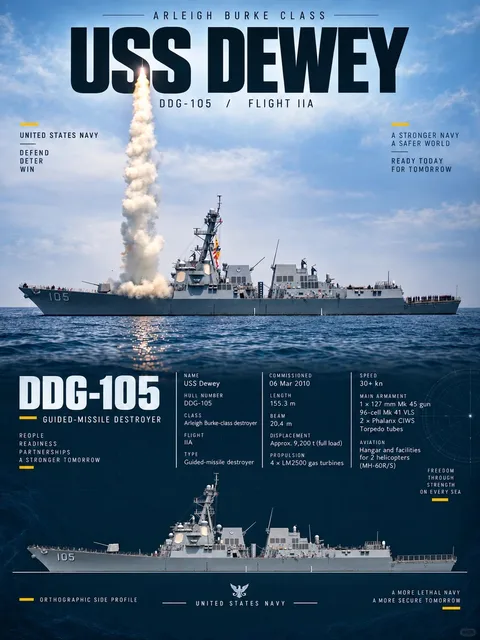 ARLEIGH BURKE CLASS
USS DEWEY
DDG-105 / FLIGHT IIA
UNITED STATES NAVY
DEFEND
DETER
WIN
A STRONGER NAVY
A SAFER WORLD
READY TODAY
FOR TOMORROW
105
DDG-105
GUIDED-MISSILE DESTROYER
PEOPLE
READINESS
PARTNERSHIPS
A STRONGER TOMORROW
NAME
USS Dewey
HULL NUMBER
DDG-105
CLASS
Arleigh Burke-class destroyer
FLIGHT
IIA
TYPE
Guided-missile destroyer
COMMISSIONED
06 Mar 2010
LENGTH
155.3 m
BEAM
20.4 m
DISPLACEMENT
Approx. 9,200 t (full load)
PROPULSION
4 x LM2500 gas turbines
SPEED
30+ kn
MAIN ARMAMENT
1 x 127 mm Mk 45 gun
96-cell Mk 41 VLS
2 x Phalanx CIWS
Torpedo tubes
AVIATION
Hangar and facilities
for 2 helicopters
(MH-60R/S)
FREEDOM
THROUGH
STRENGTH
ON EVERY SEA
105
ORTHOGRAPHIC SIDE PROFILE
UNITED STATES NAVY
A MORE LETHAL NAVY
A MORE SECURE TOMORROW